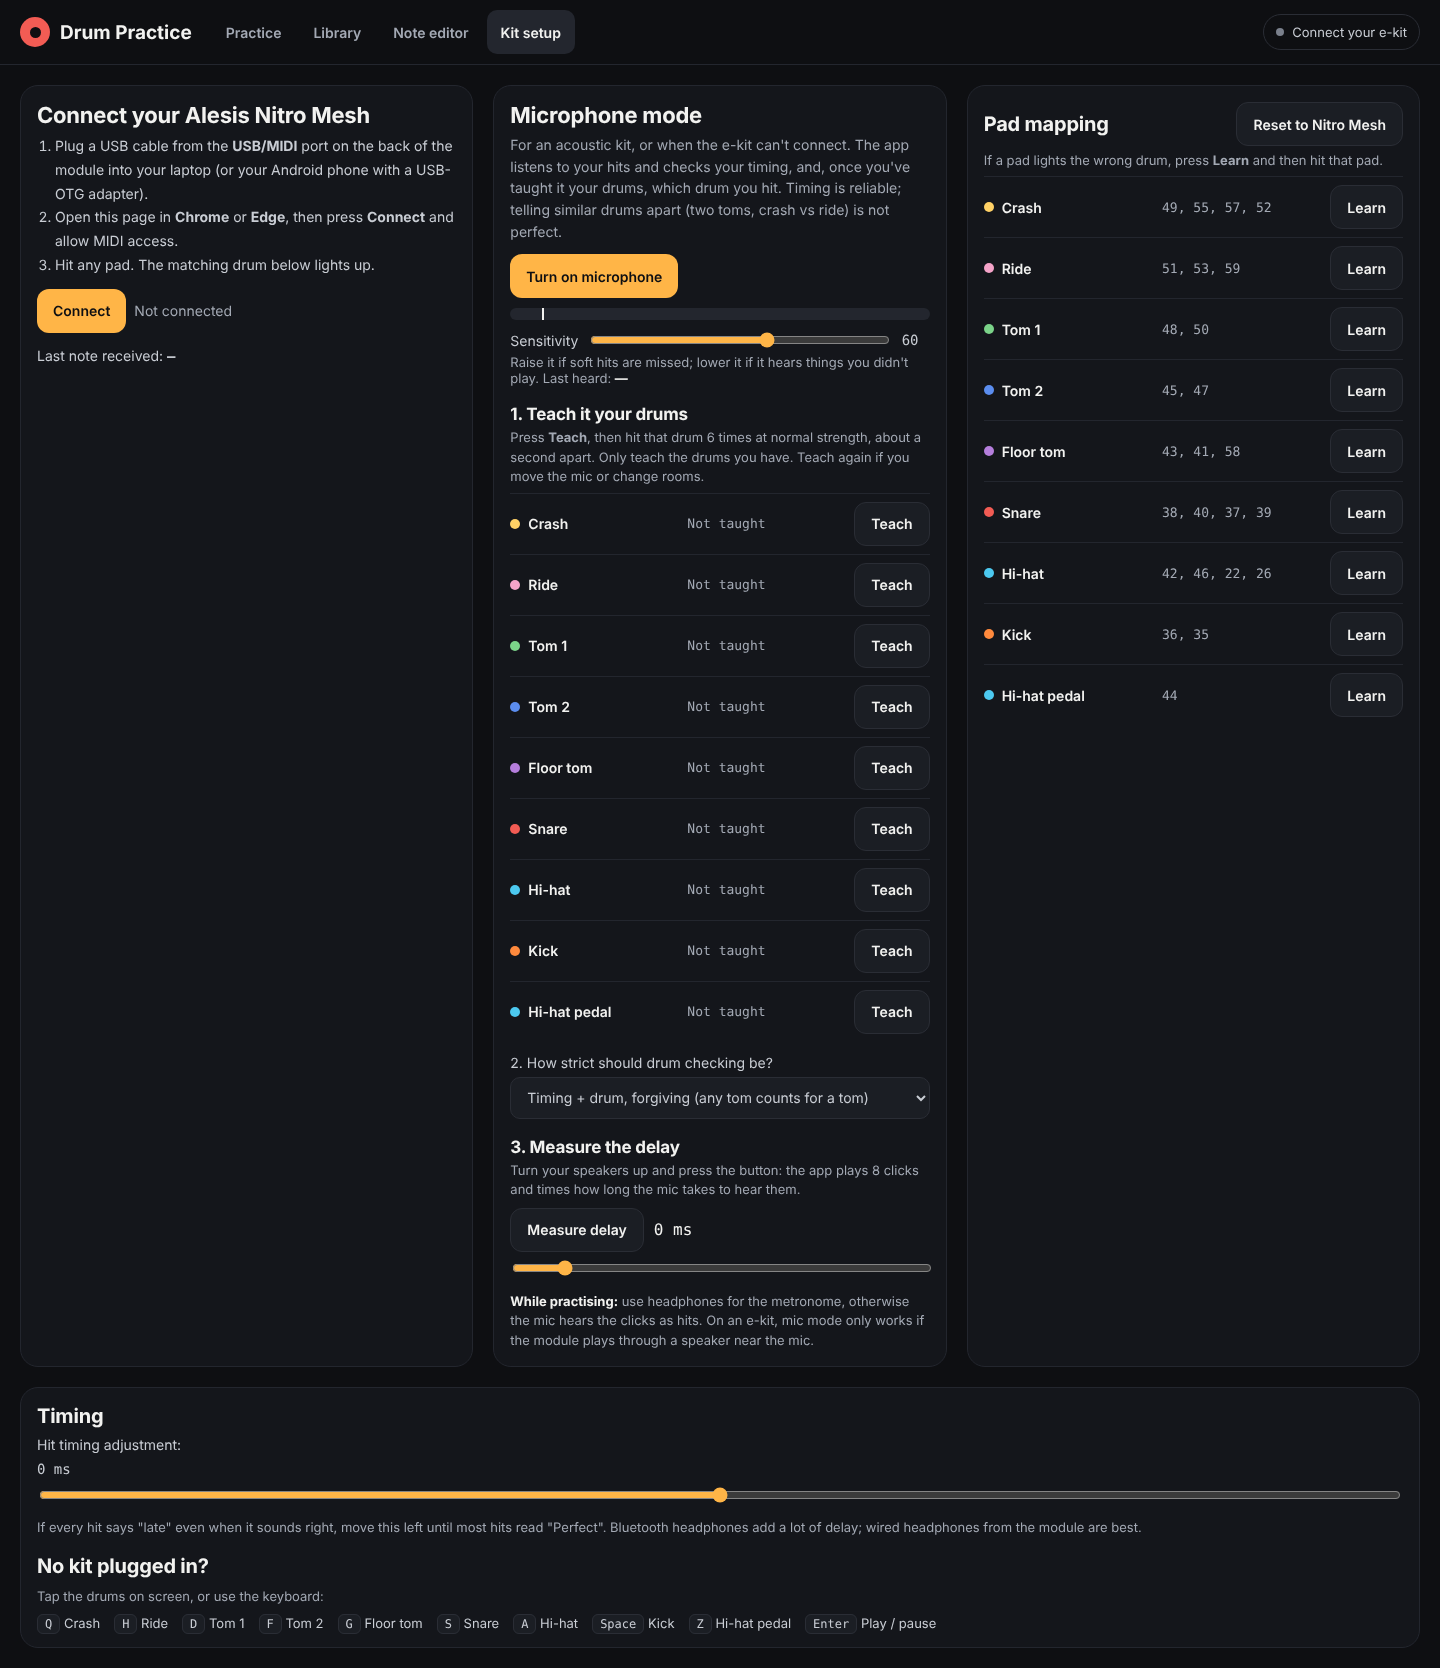 Drum Practice
Practice
Library
Note editor
Kit setup
Connect your e-kit
Connect your Alesis Nitro Mesh
1. Plug a USB cable from the USB/MIDI port on the back of the
module into your laptop (or your Android phone with a USB-
OTG adapter).
2. Open this page in Chrome or Edge, then press Connect and
allow MIDI access.
3. Hit any pad. The matching drum below lights up.
Connect Not connected
Last note received: –
Microphone mode
For an acoustic kit, or when the e-kit can't connect. The app
listens to your hits and checks your timing, and, once you've
taught it your drums, which drum you hit. Timing is reliable;
telling similar drums apart (two toms, crash vs ride) is not
perfect.
Turn on microphone
Sensitivity 60
Raise it if soft hits are missed; lower it if it hears things you didn't
play. Last heard: —
1. Teach it your drums
Press Teach, then hit that drum 6 times at normal strength, about a
second apart. Only teach the drums you have. Teach again if you
move the mic or change rooms.
Crash Not taught Teach
Ride Not taught Teach
Tom 1 Not taught Teach
Tom 2 Not taught Teach
Floor tom Not taught Teach
Snare Not taught Teach
Hi-hat Not taught Teach
Kick Not taught Teach
Hi-hat pedal Not taught Teach
2. How strict should drum checking be?
Timing + drum, forgiving (any tom counts for a tom)
3. Measure the delay
Turn your speakers up and press the button: the app plays 8 clicks
and times how long the mic takes to hear them.
Measure delay 0 ms
While practising: use headphones for the metronome, otherwise
the mic hears the clicks as hits. On an e-kit, mic mode only works if
the module plays through a speaker near the mic.
Pad mapping
Reset to Nitro Mesh
If a pad lights the wrong drum, press Learn and then hit that pad.
Crash 49, 55, 57, 52 Learn
Ride 51, 53, 59 Learn
Tom 1 48, 50 Learn
Tom 2 45, 47 Learn
Floor tom 43, 41, 58 Learn
Snare 38, 40, 37, 39 Learn
Hi-hat 42, 46, 22, 26 Learn
Kick 36, 35 Learn
Hi-hat pedal 44 Learn
Timing
Hit timing adjustment:
0 ms
If every hit says "late" even when it sounds right, move this left until most hits read "Perfect". Bluetooth headphones add a lot of delay; wired headphones from the module are best.
No kit plugged in?
Tap the drums on screen, or use the keyboard:
Q Crash H Ride D Tom 1 F Tom 2 G Floor tom S Snare A Hi-hat Space Kick Z Hi-hat pedal Enter Play / pause